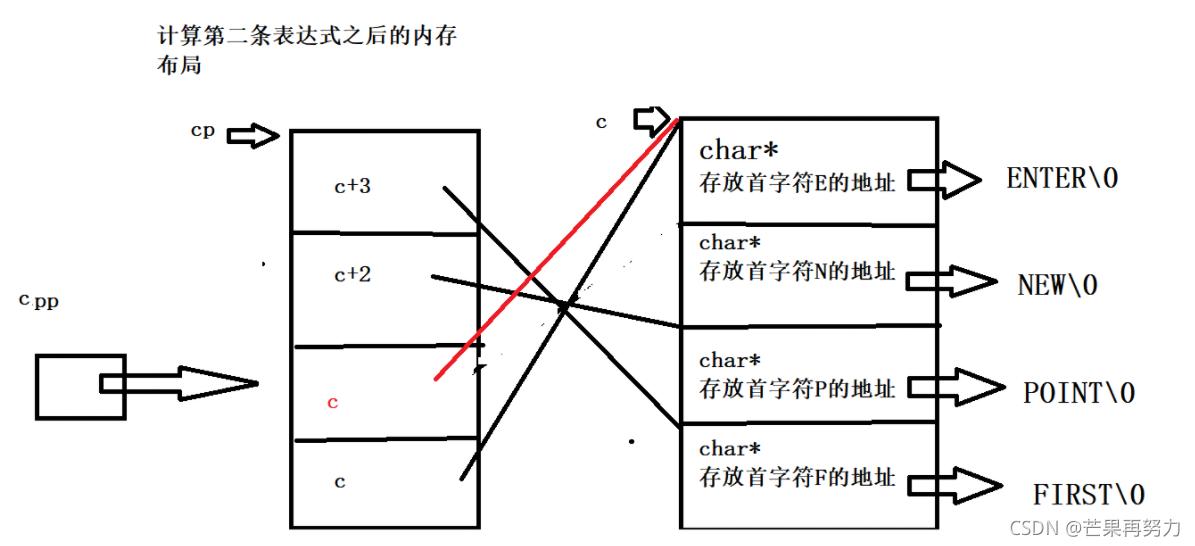 计算第二条表达式之后的内存
布局
cp
c
c+3
c+2
c
c
cpp
char*
存放首字符E的地址
ENTER\0
char*
存放首字符N的地址
NEW\0
char*
存放首字符P的地址
POINT\0
char*
存放首字符F的地址
FIRST\0
CSDN @芒果再努力